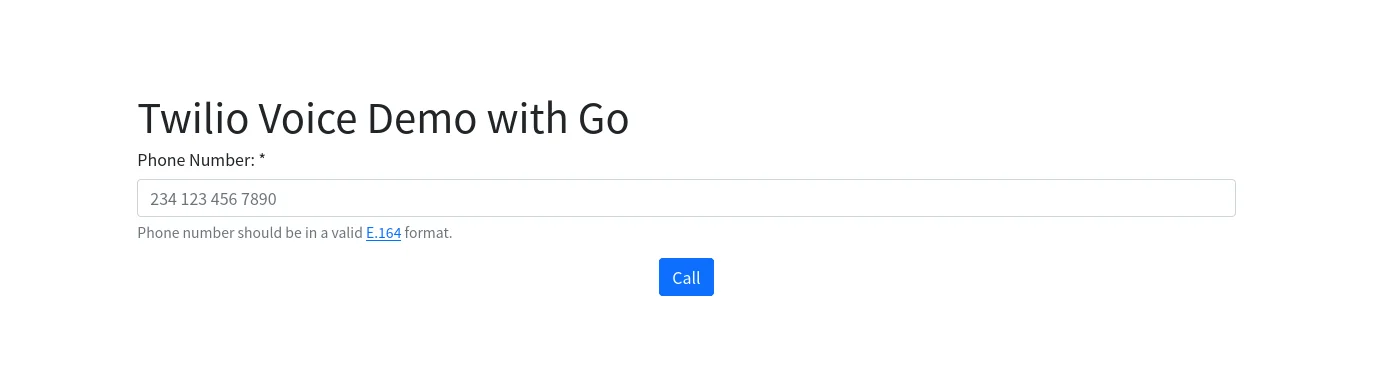 Twilio Voice Demo with Go
Phone Number: *
234 123 456 7890
Phone number should be in a valid E.164 format.
Call